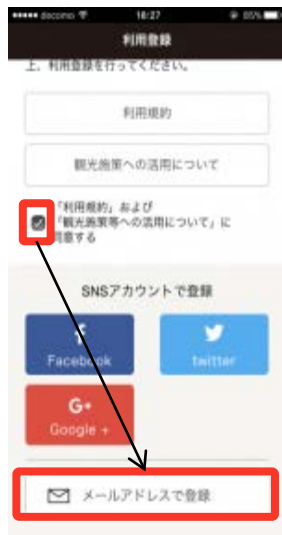 docomo 16:27 85%
利用登録
上、利用登録を行ってください。
利用規約
観光施策への活用について
「利用規約」および
「観光施策等への活用について」に
同意する
SNSアカウントで登録
f
Facebook
twitter
G+
Google +
メールアドレスで登録